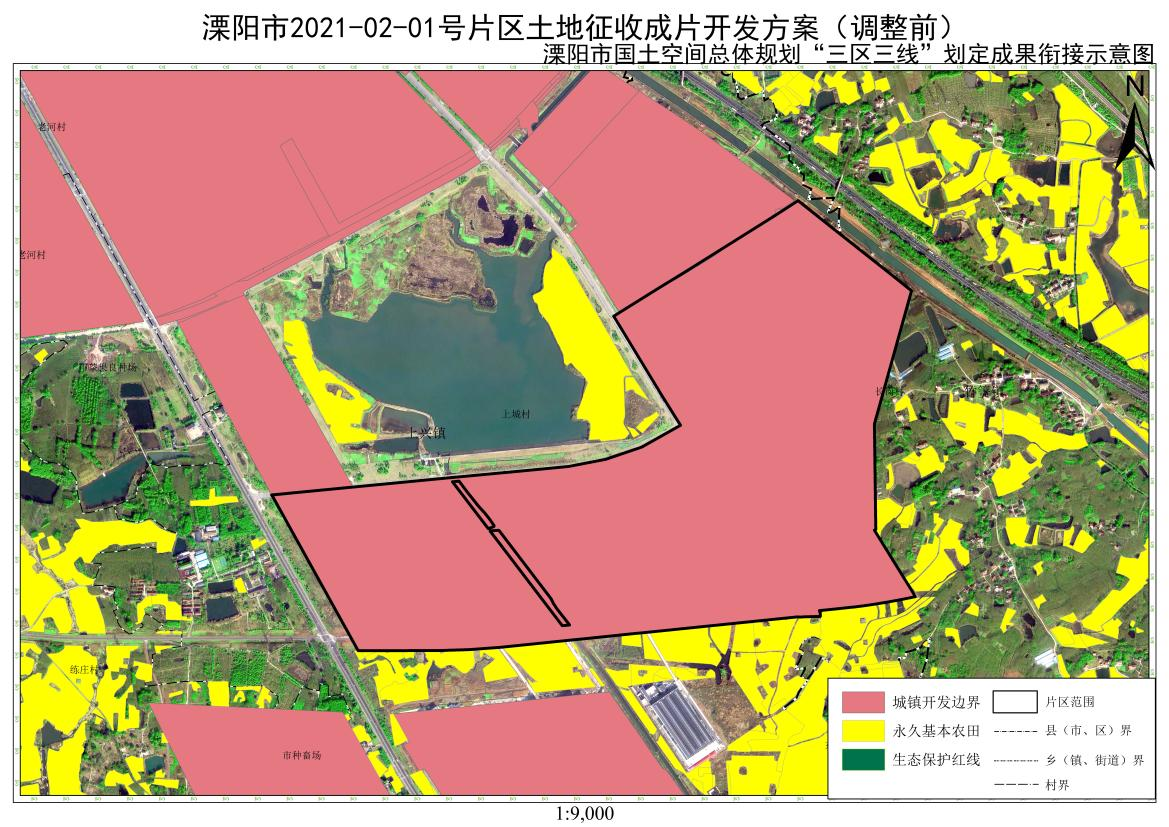 溧阳市2021-02-01号片区土地征收成片开发方案（调整前）
溧阳市国土空间总体规划“三区三线”划定成果衔接示意图
N
老河村
老河村
上城村
上兴镇
练庄村
市种畜场
城镇开发边界
永久基本农田
生态保护红线
片区范围
县（市、区）界
乡（镇、街道）界
村界
1:9,000